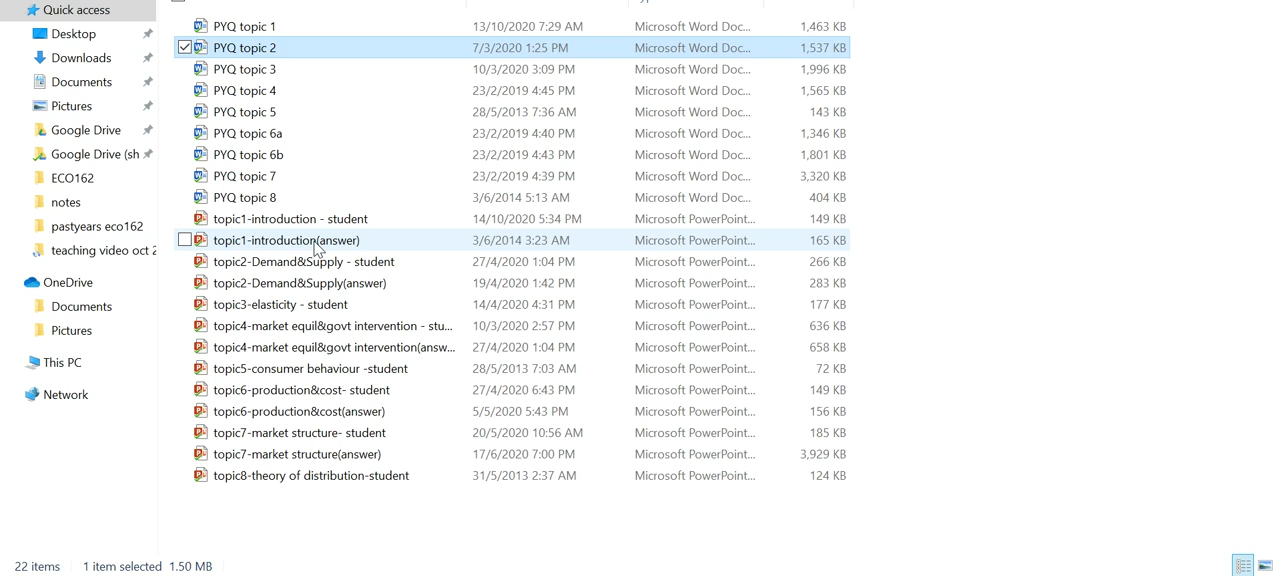 Quick access
Desktop
Downloads
Documents
Pictures
Google Drive
Google Drive (sh
ECO162
notes
pastyears eco162
teaching video oct 2
OneDrive
Documents
Pictures
This PC
Network
PYQ topic 1 13/10/2020 7:29 AM Microsoft Word Doc... 1,463 KB
PYQ topic 2 7/3/2020 1:25 PM Microsoft Word Doc... 1,537 KB
PYQ topic 3 10/3/2020 3:09 PM Microsoft Word Doc... 1,996 KB
PYQ topic 4 23/2/2019 4:45 PM Microsoft Word Doc... 1,565 KB
PYQ topic 5 28/5/2013 7:36 AM Microsoft Word Doc... 143 KB
PYQ topic 6a 23/2/2019 4:40 PM Microsoft Word Doc... 1,346 KB
PYQ topic 6b 23/2/2019 4:43 PM Microsoft Word Doc... 1,801 KB
PYQ topic 7 23/2/2019 4:39 PM Microsoft Word Doc... 3,320 KB
PYQ topic 8 3/6/2014 5:13 AM Microsoft Word Doc... 404 KB
topic1-introduction - student 14/10/2020 5:34 PM Microsoft PowerPoint... 149 KB
topic1-introduction(answer) 3/6/2014 3:23 AM Microsoft PowerPoint... 165 KB
topic2-Demand&Supply - student 27/4/2020 1:04 PM Microsoft PowerPoint... 266 KB
topic2-Demand&Supply(answer) 19/4/2020 1:42 PM Microsoft PowerPoint... 283 KB
topic3-elasticity - student 14/4/2020 4:31 PM Microsoft PowerPoint... 177 KB
topic4-market equil&govt intervention - stu... 10/3/2020 2:57 PM Microsoft PowerPoint... 636 KB
topic4-market equil&govt intervention(answ... 27/4/2020 1:04 PM Microsoft PowerPoint... 658 KB
topic5-consumer behaviour -student 28/5/2013 7:03 AM Microsoft PowerPoint... 72 KB
topic6-production&cost- student 27/4/2020 6:43 PM Microsoft PowerPoint... 149 KB
topic6-production&cost(answer) 5/5/2020 5:43 PM Microsoft PowerPoint... 156 KB
topic7-market structure- student 20/5/2020 10:56 AM Microsoft PowerPoint... 185 KB
topic7-market structure(answer) 17/6/2020 7:00 PM Microsoft PowerPoint... 3,929 KB
topic8-theory of distribution-student 31/5/2013 2:37 AM Microsoft PowerPoint... 124 KB
22 items 1 item selected 1.50 MB